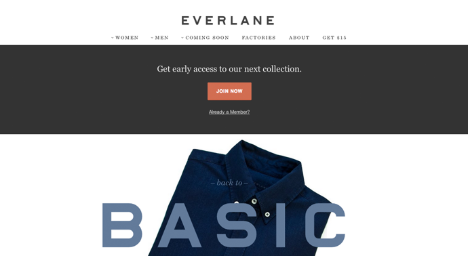 EVERLANE
+ WOMEN + MEN + COMING SOON FACTORIES ABOUT GET $15
Get early access to our next collection.
JOIN NOW
Already a Member?
– back to –
BASIC